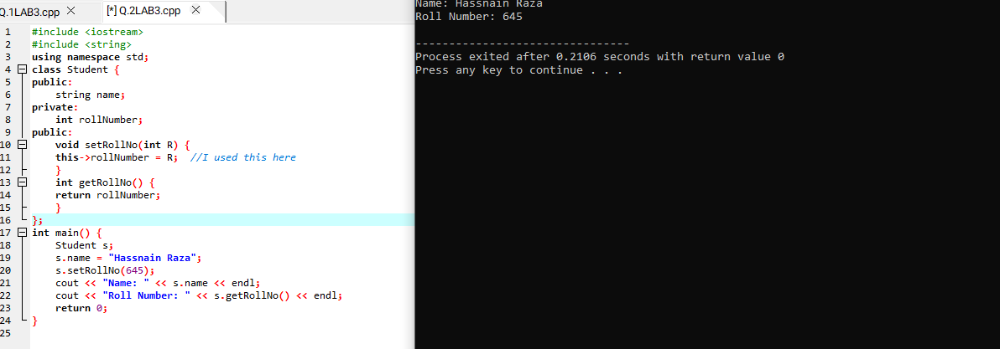 Q.1LAB3.cpp
[*] Q.2LAB3.cpp
1 #include <iostream>
2 #include <string>
3 using namespace std;
4 class Student {
5 public:
6     string name;
7 private:
8     int rollNumber;
9 public:
10     void setRollNo(int R) {
11     this->rollNumber = R;  //I used this here
12     }
13     int getRollNo() {
14     return rollNumber;
15     }
16 };
17 int main() {
18     Student s;
19     s.name = "Hassnain Raza";
20     s.setRollNo(645);
21     cout << "Name: " << s.name << endl;
22     cout << "Roll Number: " << s.getRollNo() << endl;
23     return 0;
24 }
25
Name: Hassnain Raza
Roll Number: 645
--------------------------------
Process exited after 0.2106 seconds with return value 0
Press any key to continue . . .